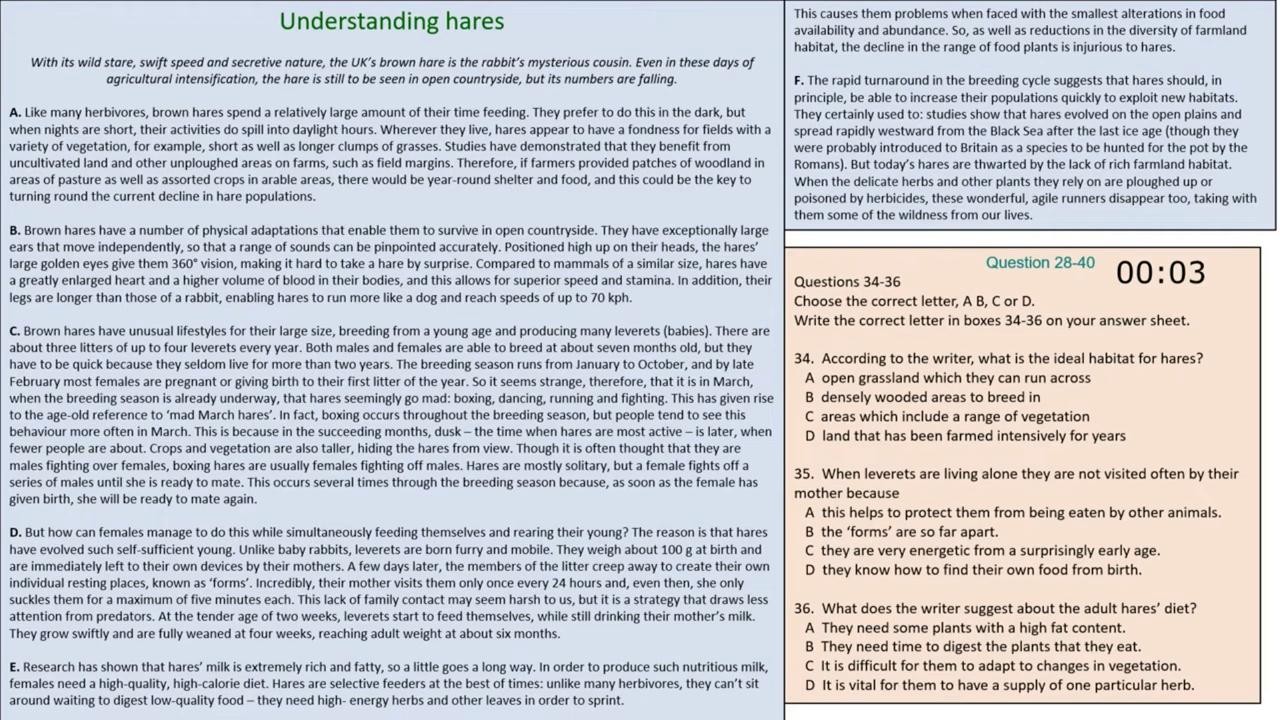 Understanding hares
With its wild stare, swift speed and secretive nature, the UK's brown hare is the rabbit's mysterious cousin. Even in these days of
agricultural intensification, the hare is still to be seen in open countryside, but its numbers are falling.
A. Like many herbivores, brown hares spend a relatively large amount of their time feeding. They prefer to do this in the dark, but
when nights are short, their activities do spill into daylight hours. Wherever they live, hares appear to have a fondness for fields with a
variety of vegetation, for example, short as well as longer clumps of grasses. Studies have demonstrated that they benefit from
uncultivated land and other unploughed areas on farms, such as field margins. Therefore, if farmers provided patches of woodland in
areas of pasture as well as assorted crops in arable areas, there would be year-round shelter and food, and this could be the key to
turning round the current decline in hare populations.
B. Brown hares have a number of physical adaptations that enable them to survive in open countryside. They have exceptionally large
ears that move independently, so that a range of sounds can be pinpointed accurately. Positioned high up on their heads, the hares'
large golden eyes give them 360° vision, making it hard to take a hare by surprise. Compared to mammals of a similar size, hares have
a greatly enlarged heart and a higher volume of blood in their bodies, and this allows for superior speed and stamina. In addition, their
legs are longer than those of a rabbit, enabling hares to run more like a dog and reach speeds of up to 70 kph.
C. Brown hares have unusual lifestyles for their large size, breeding from a young age and producing many leverets (babies). There are
about three litters of up to four leverets every year. Both males and females are able to breed at about seven months old, but they
have to be quick because they seldom live for more than two years. The breeding season runs from January to October, and by late
February most females are pregnant or giving birth to their first litter of the year. So it seems strange, therefore, that it is in March,
when the breeding season is already underway, that hares seemingly go mad: boxing, dancing, running and fighting. This has given rise
to the age-old reference to 'mad March hares'. In fact, boxing occurs throughout the breeding season, but people tend to see this
behaviour more often in March. This is because in the succeeding months, dusk – the time when hares are most active – is later, when
fewer people are about. Crops and vegetation are also taller, hiding the hares from view. Though it is often thought that they are
males fighting over females, boxing hares are usually females fighting off males. Hares are mostly solitary, but a female fights off a
series of males until she is ready to mate. This occurs several times through the breeding season because, as soon as the female has
given birth, she will be ready to mate again.
D. But how can females manage to do this while simultaneously feeding themselves and rearing their young? The reason is that hares
have evolved such self-sufficient young. Unlike baby rabbits, leverets are born furry and mobile. They weigh about 100 g at birth and
are immediately left to their own devices by their mothers. A few days later, the members of the litter creep away to create their own
individual resting places, known as 'forms'. Incredibly, their mother visits them only once every 24 hours and, even then, she only
suckles them for a maximum of five minutes each. This lack of family contact may seem harsh to us, but it is a strategy that draws less
attention from predators. At the tender age of two weeks, leverets start to feed themselves, while still drinking their mother's milk.
They grow swiftly and are fully weaned at four weeks, reaching adult weight at about six months.
E. Research has shown that hares' milk is extremely rich and fatty, so a little goes a long way. In order to produce such nutritious milk,
females need a high-quality, high-calorie diet. Hares are selective feeders at the best of times: unlike many herbivores, they can't sit
around waiting to digest low-quality food – they need high- energy herbs and other leaves in order to sprint.
This causes them problems when faced with the smallest alterations in food
availability and abundance. So, as well as reductions in the diversity of farmland
habitat, the decline in the range of food plants is injurious to hares.
F. The rapid turnaround in the breeding cycle suggests that hares should, in
principle, be able to increase their populations quickly to exploit new habitats.
They certainly used to: studies show that hares evolved on the open plains and
spread rapidly westward from the Black Sea after the last ice age (though they
were probably introduced to Britain as a species to be hunted for the pot by the
Romans). But today's hares are thwarted by the lack of rich farmland habitat.
When the delicate herbs and other plants they rely on are ploughed up or
poisoned by herbicides, these wonderful, agile runners disappear too, taking with
them some of the wildness from our lives.
Question 28-40
00:03
Questions 34-36
Choose the correct letter, A B, C or D.
Write the correct letter in boxes 34-36 on your answer sheet.
34. According to the writer, what is the ideal habitat for hares?
A open grassland which they can run across
B densely wooded areas to breed in
C areas which include a range of vegetation
D land that has been farmed intensively for years
35. When leverets are living alone they are not visited often by their
mother because
A this helps to protect them from being eaten by other animals.
B the 'forms' are so far apart.
C they are very energetic from a surprisingly early age.
D they know how to find their own food from birth.
36. What does the writer suggest about the adult hares' diet?
A They need some plants with a high fat content.
B They need time to digest the plants that they eat.
C It is difficult for them to adapt to changes in vegetation.
D It is vital for them to have a supply of one particular herb.